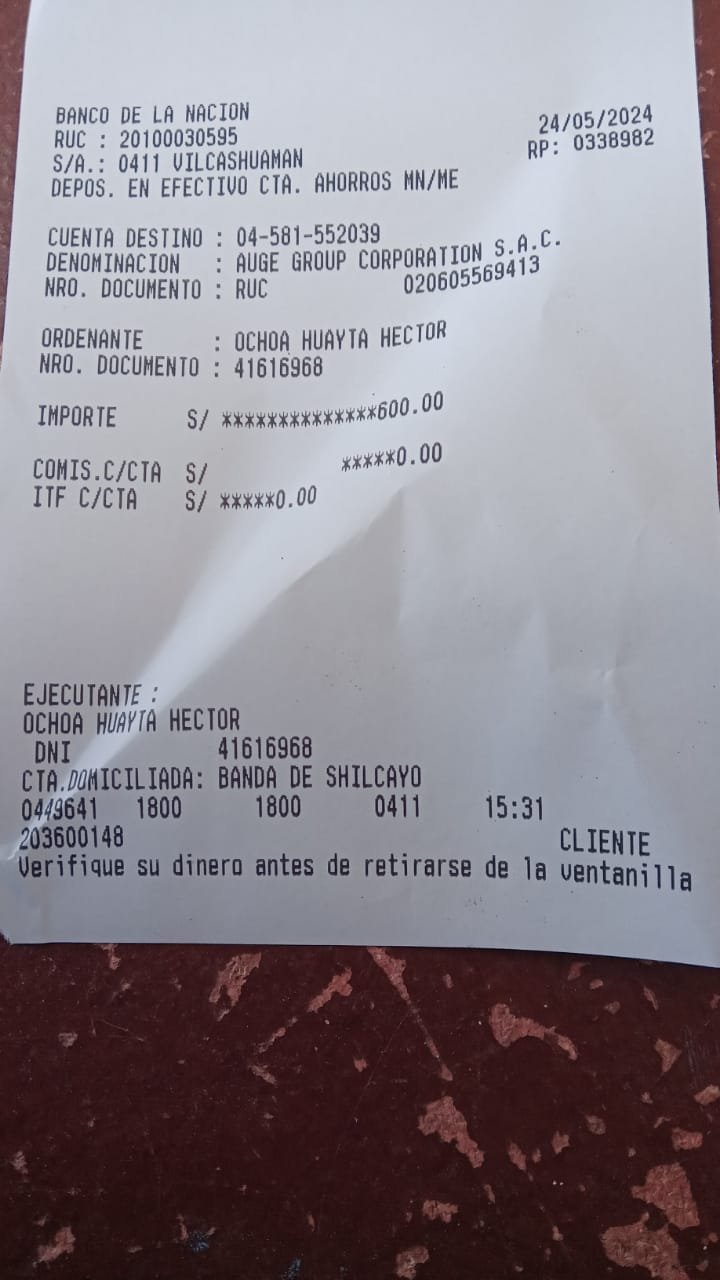 BANCO DE LA NACION
RUC : 20100030595 24/05/2024
S/A.: 0411 VILCASHUAMAN RP: 0338982
DEPOS. EN EFECTIVO CTA. AHORROS MN/ME
CUENTA DESTINO : 04-581-552039
DENOMINACION : AUGE GROUP CORPORATION S.A.C.
NRO. DOCUMENTO : RUC 020605569413
ORDENANTE : OCHOA HUAYTA HECTOR
NRO. DOCUMENTO : 41616968
IMPORTE S/ **************600.00
COMIS.C/CTA S/ *****0.00
ITF C/CTA S/ *****0.00
EJECUTANTE :
OCHOA HUAYTA HECTOR
DNI 41616968
CTA.DOMICILIADA: BANDA DE SHILCAYO
0449641 1800 1800 0411 15:31
203600148 CLIENTE
Verifique su dinero antes de retirarse de la ventanilla